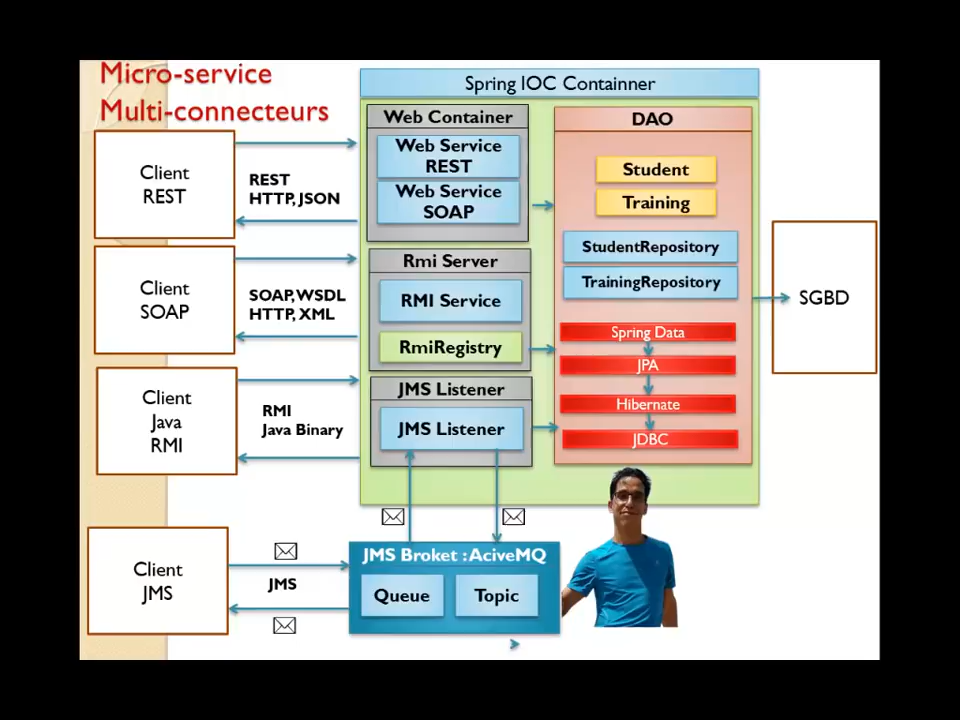 Micro-service
Multi-connecteurs
Spring IOC Containner
Client
REST
REST
HTTP, JSON
Web Container
Web Service
REST
Web Service
SOAP
DAO
Student
Training
StudentRepository
TrainingRepository
Spring Data
JPA
Hibernate
JDBC
SGBD
Client
SOAP
SOAP, WSDL
HTTP, XML
Rmi Server
RMI Service
RmiRegistry
Client
Java
RMI
RMI
Java Binary
JMS Listener
JMS Listener
Client
JMS
JMS
JMS Broket : AciveMQ
Queue
Topic